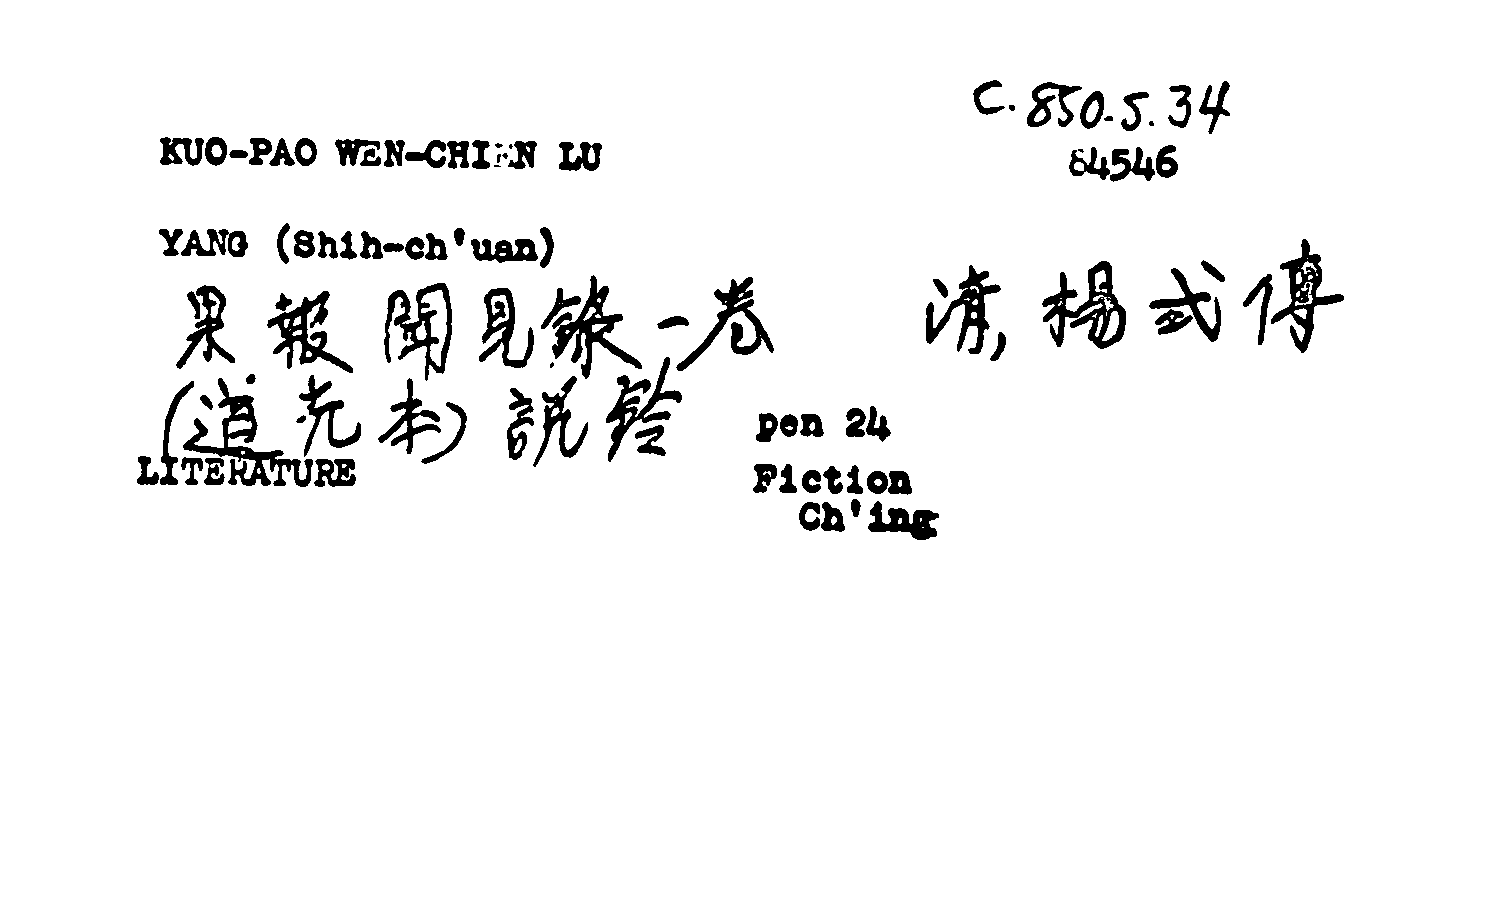 C. 850.5.34
84546
KUO-PAO WEN-CHIEN LU
YANG (Shih-ch'uan)
果報聞見錄一卷 清,楊式傅
(道光本) 說鈴 pen 24
LITERATURE Fiction
Ch'ing